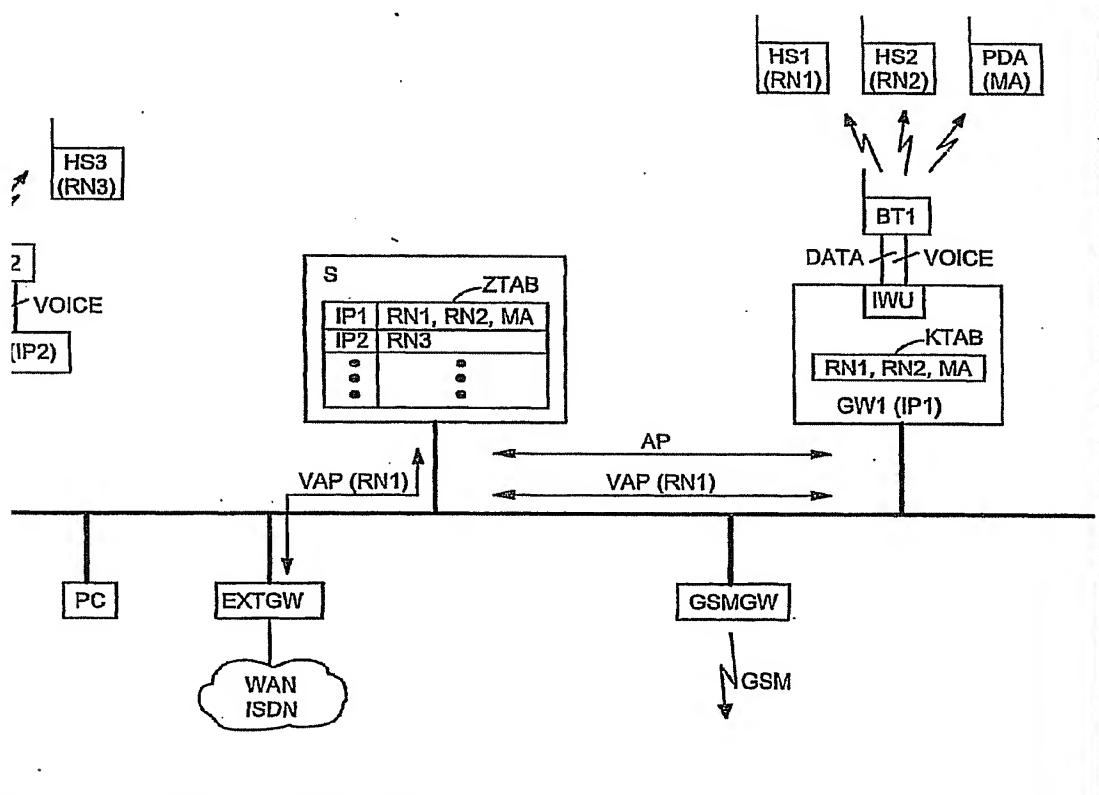 HS1
(RN1)
HS2
(RN2)
PDA
(MA)
HS3
(RN3)
BT1
2
VOICE
(IP2)
DATA
VOICE
S
ZTAB
IP1 RN1, RN2, MA
IP2 RN3
IWU
KTAB
RN1, RN2, MA
GW1 (IP1)
AP
VAP (RN1)
VAP (RN1)
PC
EXTGW
GSMGW
WAN
ISDN
GSM